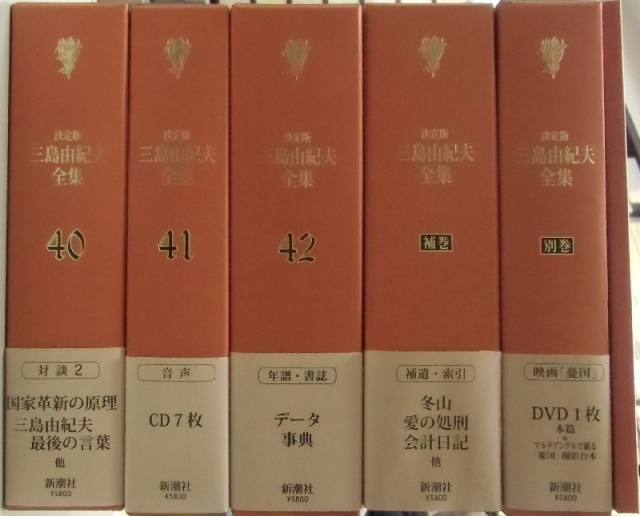 決定版
三島由紀夫
全集
40
対談2
国家革新の原理
三島由紀夫
最後の言葉
他
新潮社
¥5800
決定版
三島由紀夫
全集
41
音声
CD7枚
新潮社
¥5800
決定版
三島由紀夫
全集
42
年譜・書誌
データ
事典
新潮社
¥5800
決定版
三島由紀夫
全集
補巻
補遺・索引
冬山
愛の処刑
会計日記
他
新潮社
¥5800
決定版
三島由紀夫
全集
別巻
映画「憂国」
DVD1枚
本篇
&
マルチアングルで観る
「憂国」撮影台本
新潮社
¥5800